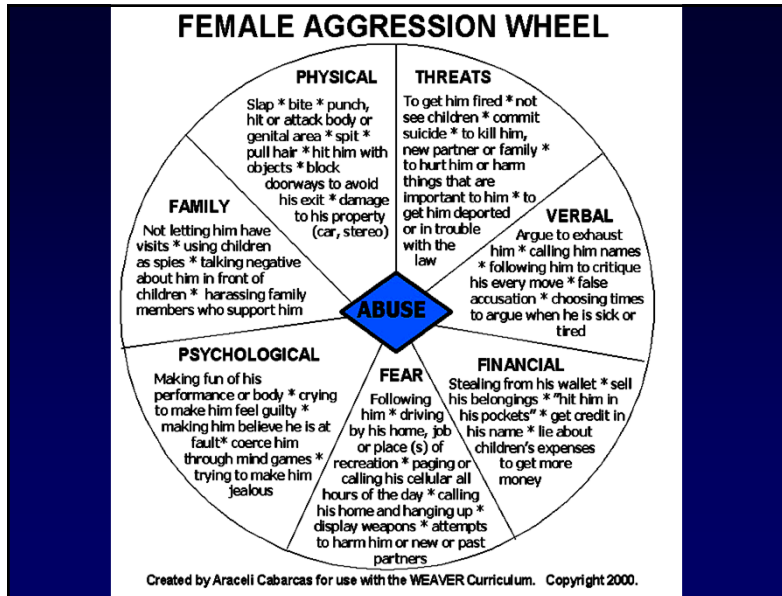 FEMALE AGGRESSION WHEEL
PHYSICAL
Slap * bite * punch,
hit or attack body or
genital area * spit *
pull hair * hit him with
objects * block
doorways to avoid
his exit * damage
to his property
(car, stereo)
THREATS
To get him fired * not
see children * commit
suicide * to kill him,
new partner or family *
to hurt him or harm
things that are
important to him * to
get him deported
or in trouble
with the
law
VERBAL
Argue to exhaust
him * calling him names
* following him to critique
his every move * false
accusation * choosing times
to argue when he is sick or
tired
FINANCIAL
Stealing from his wallet * sell
his belongings * "hit him in
his pockets" * get credit in
his name * lie about
children's expenses
to get more
money
FEAR
Following
him * driving
by his home, job
or place (s) of
recreation * paging or
calling his cellular all
hours of the day * calling
his home and hanging up *
display weapons * attempts
to harm him or new or past
partners
PSYCHOLOGICAL
Making fun of his
performance or body * crying
to make him feel guilty *
making him believe he is at
fault* coerce him
through mind games *
trying to make him
jealous
FAMILY
Not letting him have
visits * using children
as spies * talking negative
about him in front of
children * harassing family
members who support him
ABUSE
Created by Araceli Cabarcas for use with the WEAVER Curriculum. Copyright 2000.